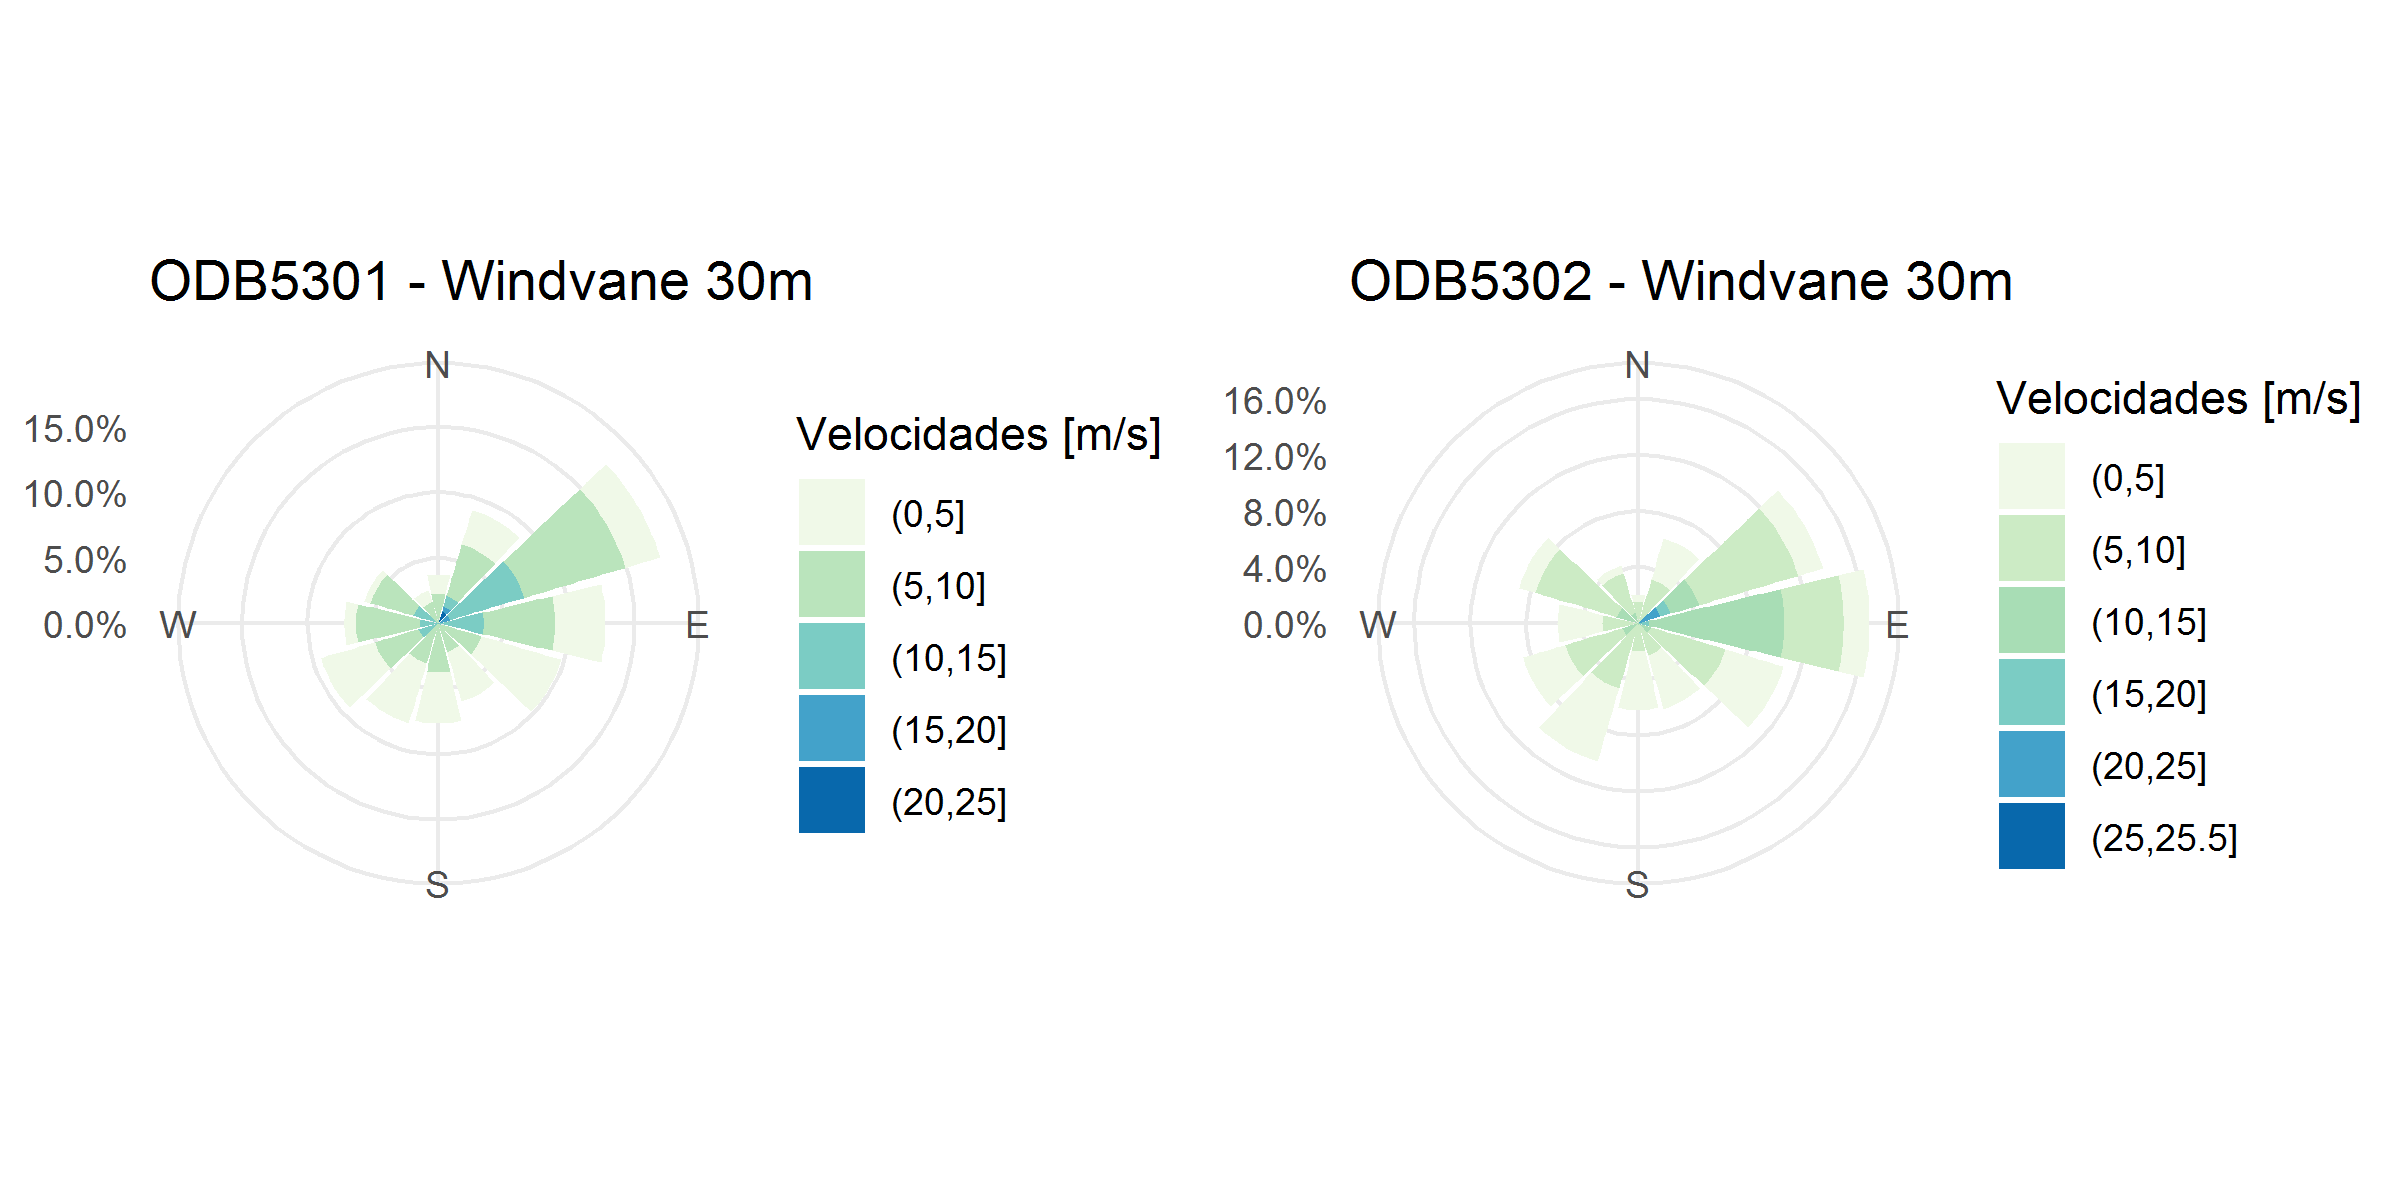 ODB5301 - Windvane 30m
N
15.0%
10.0%
5.0%
0.0%
W
E
S
Velocidades [m/s]
(0,5]
(5,10]
(10,15]
(15,20]
(20,25]
ODB5302 - Windvane 30m
N
16.0%
12.0%
8.0%
4.0%
0.0%
W
E
S
Velocidades [m/s]
(0,5]
(5,10]
(10,15]
(15,20]
(20,25]
(25,25.5]